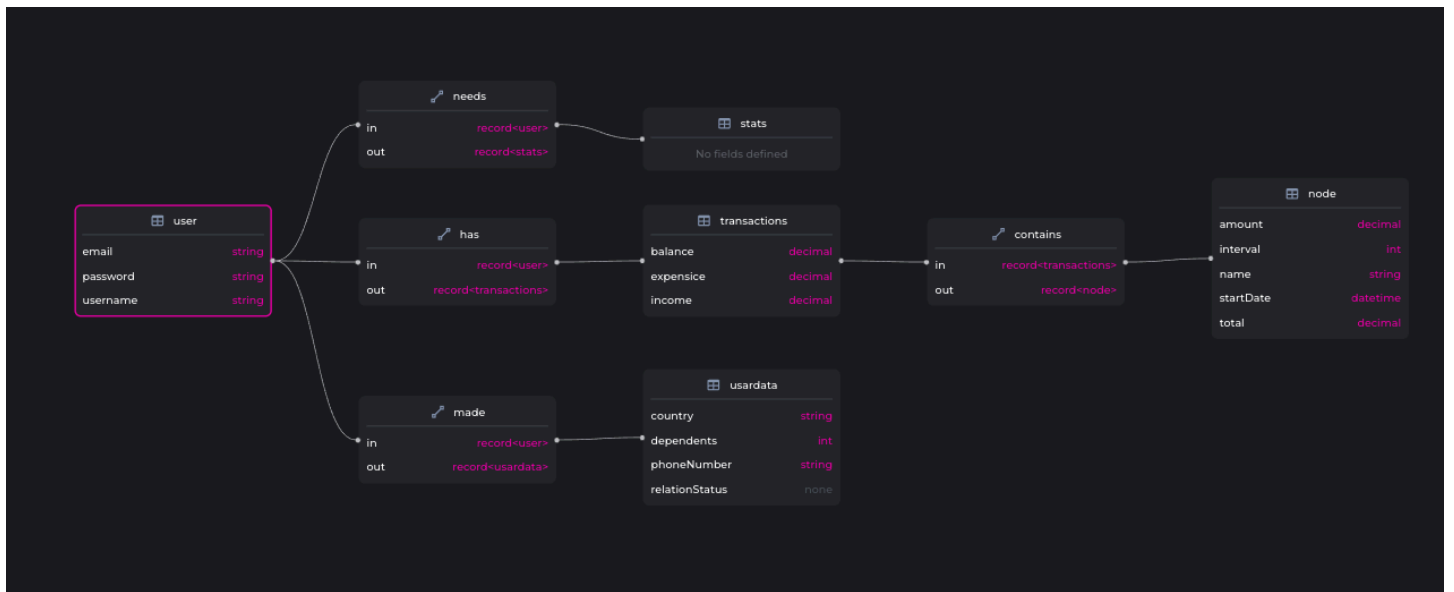 needs
in record<user>
out record<stats>
stats
No fields defined
user
email string
password string
username string
has
in record<user>
out record<transactions>
transactions
balance decimal
expensice decimal
income decimal
contains
in record<transactions>
out record<node>
node
amount decimal
interval int
name string
startDate datetime
total decimal
made
in record<user>
out record<usardata>
usardata
country string
dependents int
phoneNumber string
relationStatus none